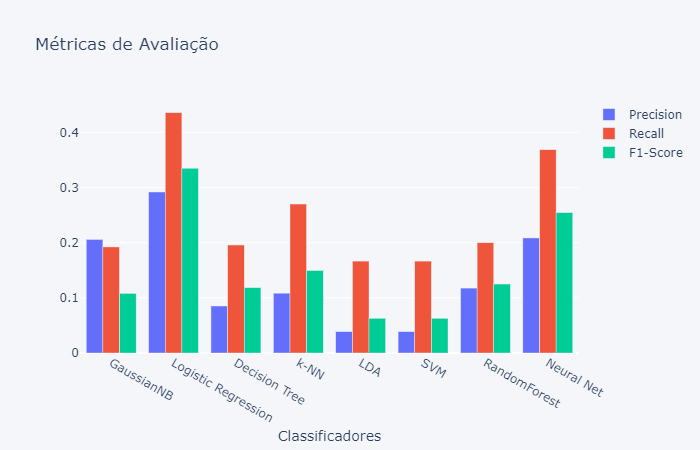 Métricas de Avaliação
Precision
Recall
F1-Score
0.4
0.3
0.2
0.1
0
GaussianNB
Logistic Regression
Decision Tree
k-NN
LDA
SVM
RandomForest
Neural Net
Classificadores